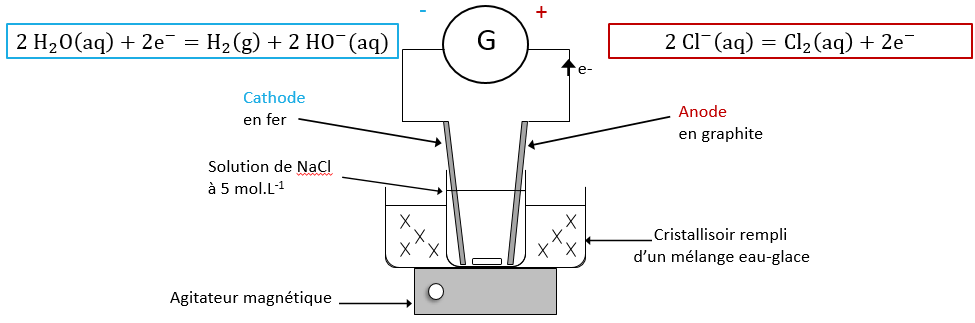 2 H₂O(aq) + 2e⁻ = H₂(g) + 2 HO⁻(aq)
-
G
+
2 Cl⁻(aq) = Cl₂(aq) + 2e⁻
e-
Cathode
en fer
Anode
en graphite
Solution de NaCl
à 5 mol.L⁻¹
Cristallisoir rempli
d'un mélange eau-glace
Agitateur magnétique